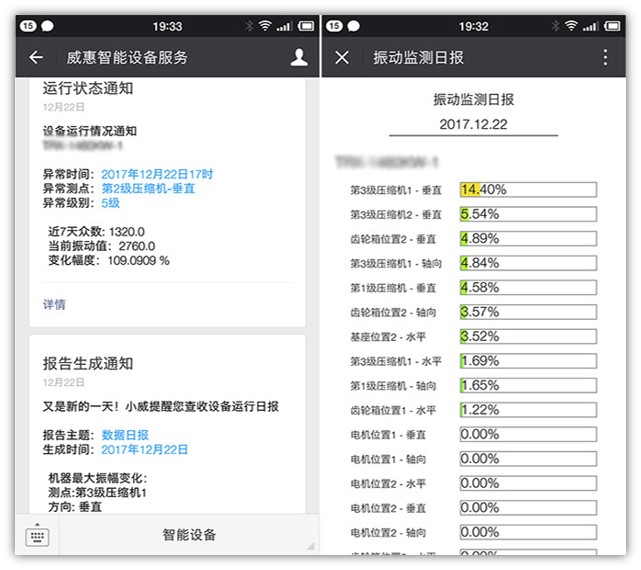 15
19:33
威惠智能设备服务
运行状态通知
12月22日
设备运行情况通知
异常时间：2017年12月22日17时
异常测点：第2级压缩机-垂直
异常级别：5级
近7天众数: 1320.0
当前振动值：2760.0
变化幅度：109.0909 %
详情
报告生成通知
12月22日
又是新的一天！小威提醒您查收设备运行日报
报告主题：数据日报
生成时间：2017年12月22日
机器最大振幅变化：
测点:第3级压缩机1
方向: 垂直
智能设备
15
19:32
振动监测日报
振动监测日报
2017.12.22
第3级压缩机1 - 垂直 14.40%
第3级压缩机2 - 垂直 5.54%
齿轮箱位置2 - 垂直 4.89%
第3级压缩机1 - 轴向 4.84%
第1级压缩机 - 垂直 4.58%
齿轮箱位置2 - 轴向 3.57%
基座位置2 - 水平 3.52%
第3级压缩机1 - 水平 1.69%
第1级压缩机 - 轴向 1.65%
齿轮箱位置1 - 水平 1.22%
电机位置1 - 垂直 0.00%
电机位置1 - 轴向 0.00%
电机位置2 - 水平 0.00%
电机位置2 - 垂直 0.00%
电机位置2 - 轴向 0.00%